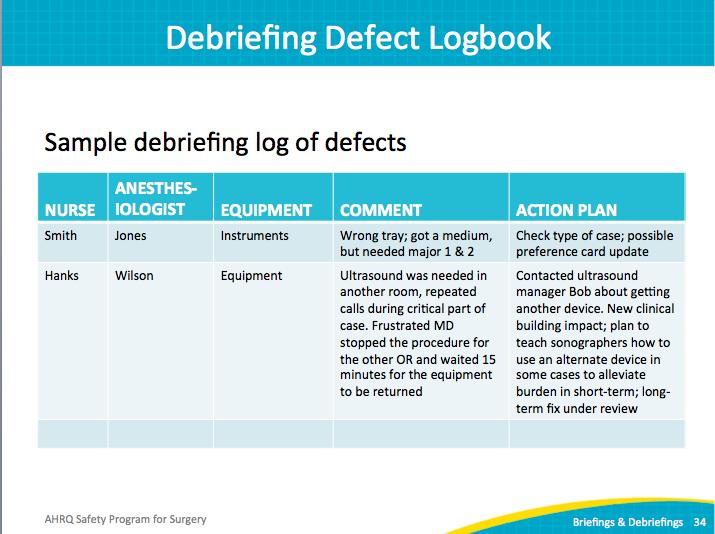 Debriefing Defect Logbook
Sample debriefing log of defects
NURSE
ANESTHES-
IOLOGIST
EQUIPMENT
COMMENT
ACTION PLAN
Smith
Jones
Instruments
Wrong tray; got a medium,
but needed major 1 & 2
Check type of case; possible
preference card update
Hanks
Wilson
Equipment
Ultrasound was needed in
another room, repeated
calls during critical part of
case. Frustrated MD
stopped the procedure for
the other OR and waited 15
minutes for the equipment
to be returned
Contacted ultrasound
manager Bob about getting
another device. New clinical
building impact; plan to
teach sonographers how to
use an alternate device in
some cases to alleviate
burden in short-term; long-
term fix under review
AHRQ Safety Program for Surgery
Briefings & Debriefings 34